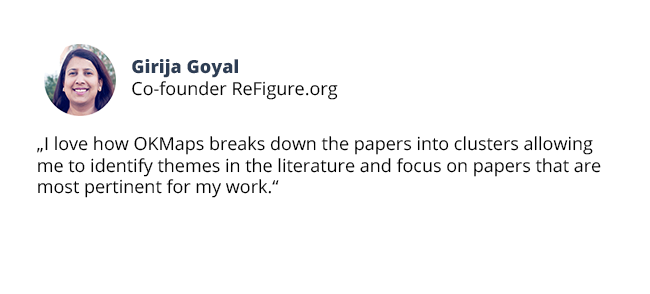 Girija Goyal
Co-founder ReFigure.org
„I love how OKMaps breaks down the papers into clusters allowing
me to identify themes in the literature and focus on papers that are
most pertinent for my work.“